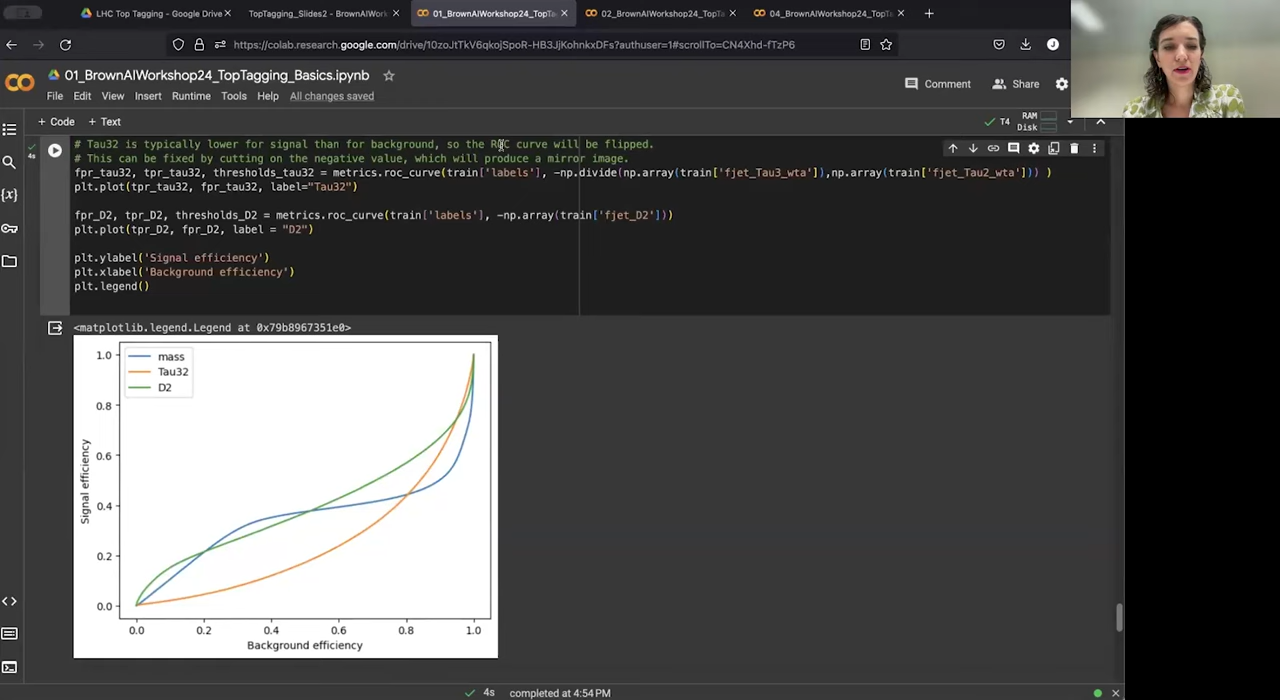 LHC Top Tagging - Google Drive
TopTagging_Slides2 - BrownAIWork
01_BrownAIWorkshop24_TopTa
02_BrownAIWorkshop24_TopTa
04_BrownAIWorkshop24_TopTa
https://colab.research.google.com/drive/10zoJtTkV6qkojSpoR-HB3JjKohnkxDFs?authuser=1#scrollTo=CN4Xhd-fTzP6
01_BrownAIWorkshop24_TopTagging_Basics.ipynb
Comment
Share
File Edit View Insert Runtime Tools Help All changes saved
+ Code + Text
T4
RAM
Disk
4s
# Tau32 is typically lower for signal than for background, so the ROC curve will be flipped.
# This can be fixed by cutting on the negative value, which will produce a mirror image.
fpr_tau32, tpr_tau32, thresholds_tau32 = metrics.roc_curve(train['labels'], -np.divide(np.array(train['fjet_Tau3_wta']),np.array(train['fjet_Tau2_wta'])) )
plt.plot(tpr_tau32, fpr_tau32, label="Tau32")
fpr_D2, tpr_D2, thresholds_D2 = metrics.roc_curve(train['labels'], -np.array(train['fjet_D2']))
plt.plot(tpr_D2, fpr_D2, label = "D2")
plt.ylabel('Signal efficiency')
plt.xlabel('Background efficiency')
plt.legend()
<matplotlib.legend.Legend at 0x79b8967351e0>
1.0
0.8
0.6
0.4
0.2
0.0
Signal efficiency
mass
Tau32
D2
0.0 0.2 0.4 0.6 0.8 1.0
Background efficiency
4s completed at 4:54 PM